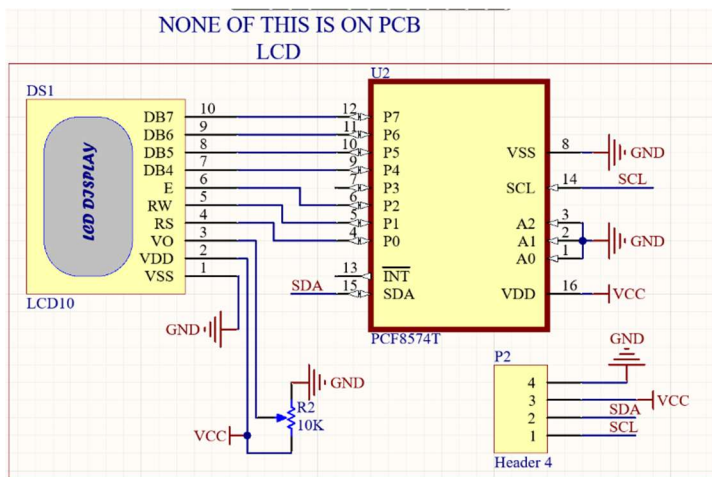 NONE OF THIS IS ON PCB
LCD
DS1
LCD DISPLAY
DB7 10
DB6 9
DB5 8
DB4 7
E 6
RW 5
RS 4
VO 3
VDD 2
VSS 1
LCD10
GND
U2
12 P7
11 P6
10 P5
9 P4
7 P3
6 P2
5 P1
4 P0
13 INT
SDA 15 SDA
VSS 8 GND
SCL 14 SCL
A2 3
A1 2 GND
A0 1
VDD 16 VCC
PCF8574T
GND
R2
10K
VCC
P2
GND
4
3 VCC
2 SDA
1 SCL
Header 4